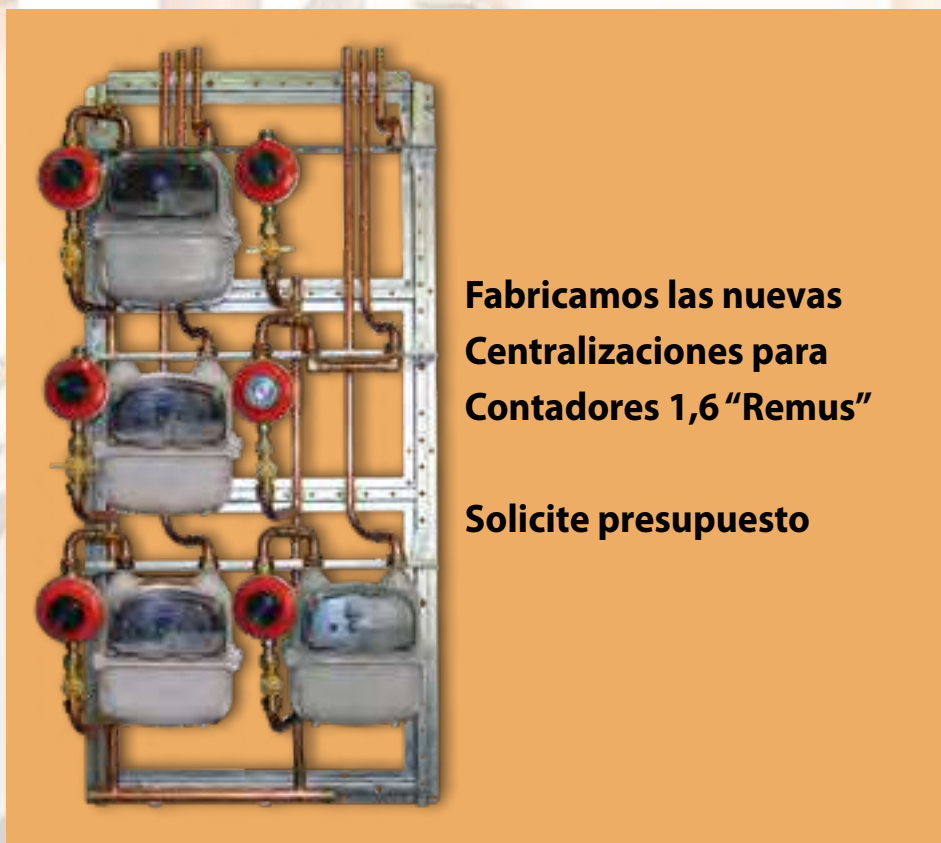 Fabricamos las nuevas
Centralizaciones para
Contadores 1,6 “Remus”
Solicite presupuesto